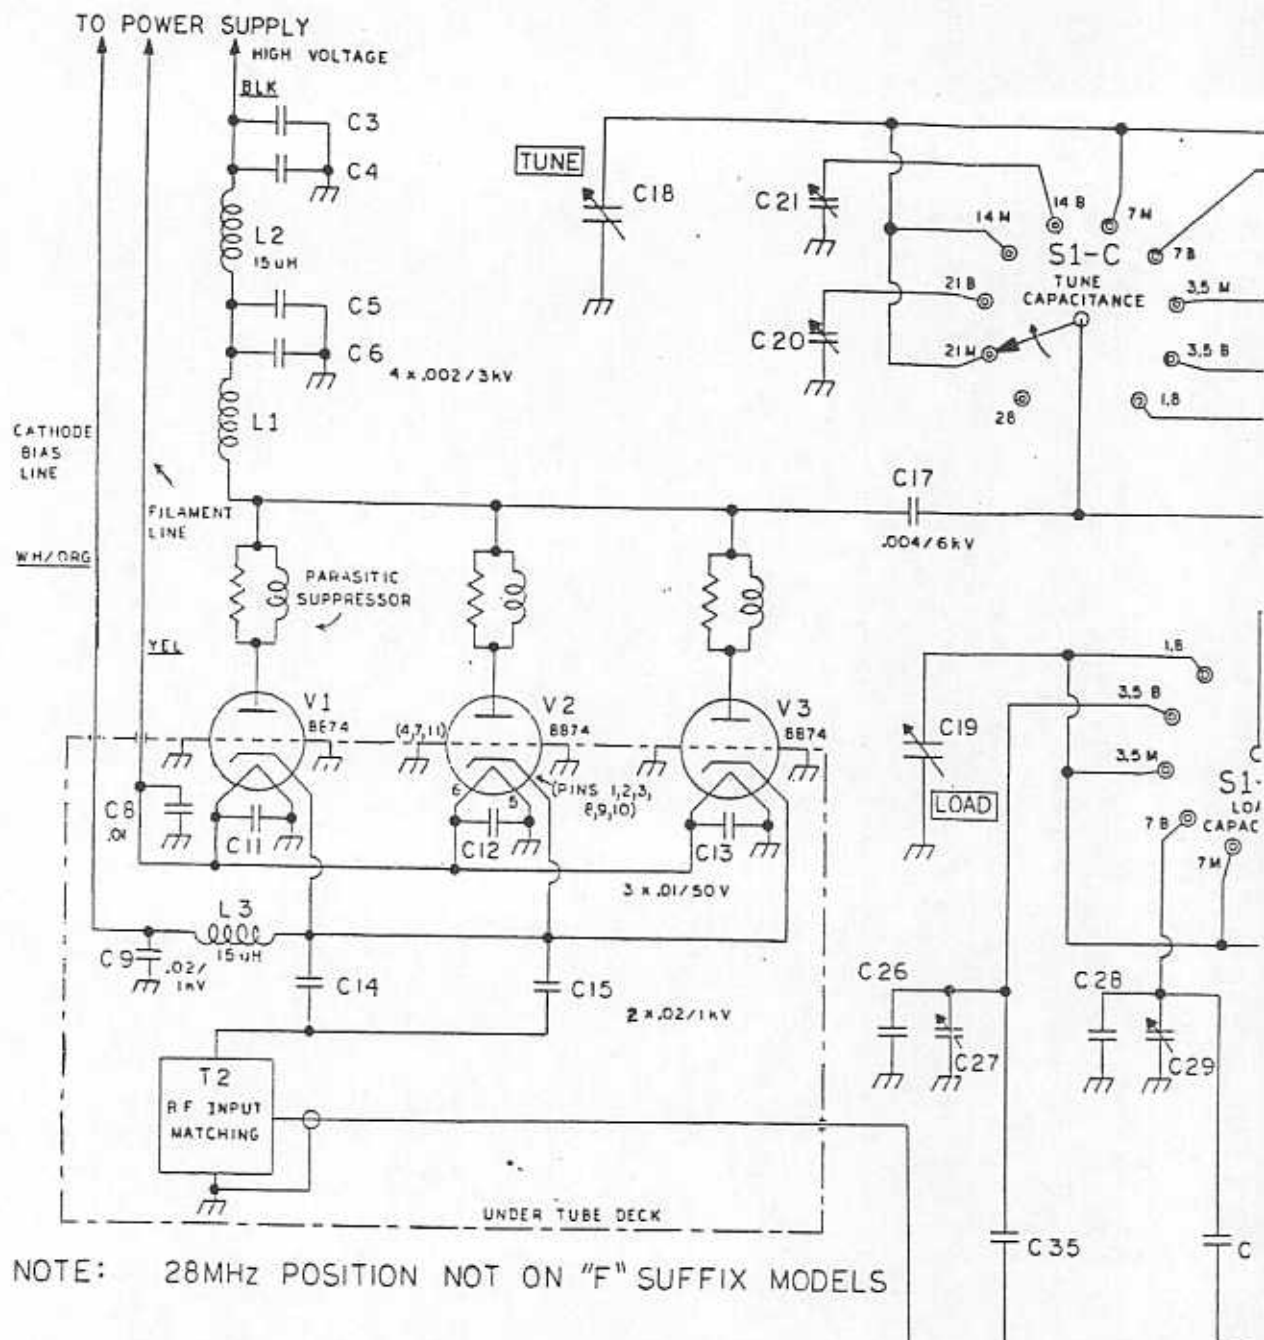 TO POWER SUPPLY
HIGH VOLTAGE
BLK
C3
C4
L2
15uH
C5
C6
4 x .002/3kV
L1
CATHODE
BIAS
LINE
FILAMENT
LINE
WH/ORG
YEL
PARASITIC
SUPPRESSOR
TUNE
C18
C21
14 M
14 B
7 M
7 B
S1-C
TUNE
CAPACITANCE
21 B
3,5 M
C20
21 M
3,5 B
28
1,8
C17
.004/6kV
V1
8874
V2
8874
V3
8874
(4,7,11)
6
5
(PINS 1,2,3,
8,9,10)
C8
.01
C11
C12
C13
3 x .01/50V
L3
15uH
C9
.02/
1kV
C14
C15
2 x .02/1kV
T2
RF INPUT
MATCHING
UNDER TUBE DECK
1,8
3,5 B
C19
3,5 M
LOAD
S1-
CAPAC
7 B
7 M
C26
C27
C28
C29
C35
C
NOTE: 28MHz POSITION NOT ON "F" SUFFIX MODELS